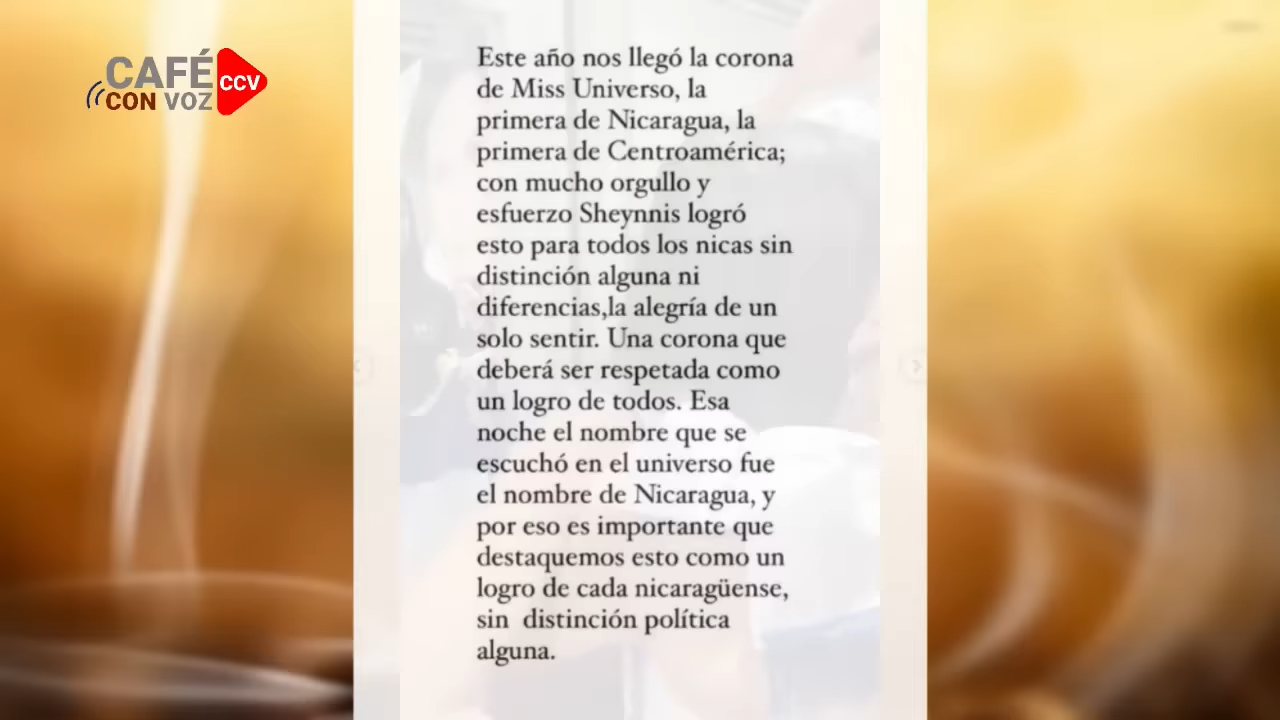 CAFÉ
CON VOZ
CCV
Este año nos llegó la corona
de Miss Universo, la
primera de Nicaragua, la
primera de Centroamérica;
con mucho orgullo y
esfuerzo Sheynnis logró
esto para todos los nicas sin
distinción alguna ni
diferencias,la alegría de un
solo sentir. Una corona que
deberá ser respetada como
un logro de todos. Esa
noche el nombre que se
escuchó en el universo fue
el nombre de Nicaragua, y
por eso es importante que
destaquemos esto como un
logro de cada nicaragüense,
sin  distinción política
alguna.